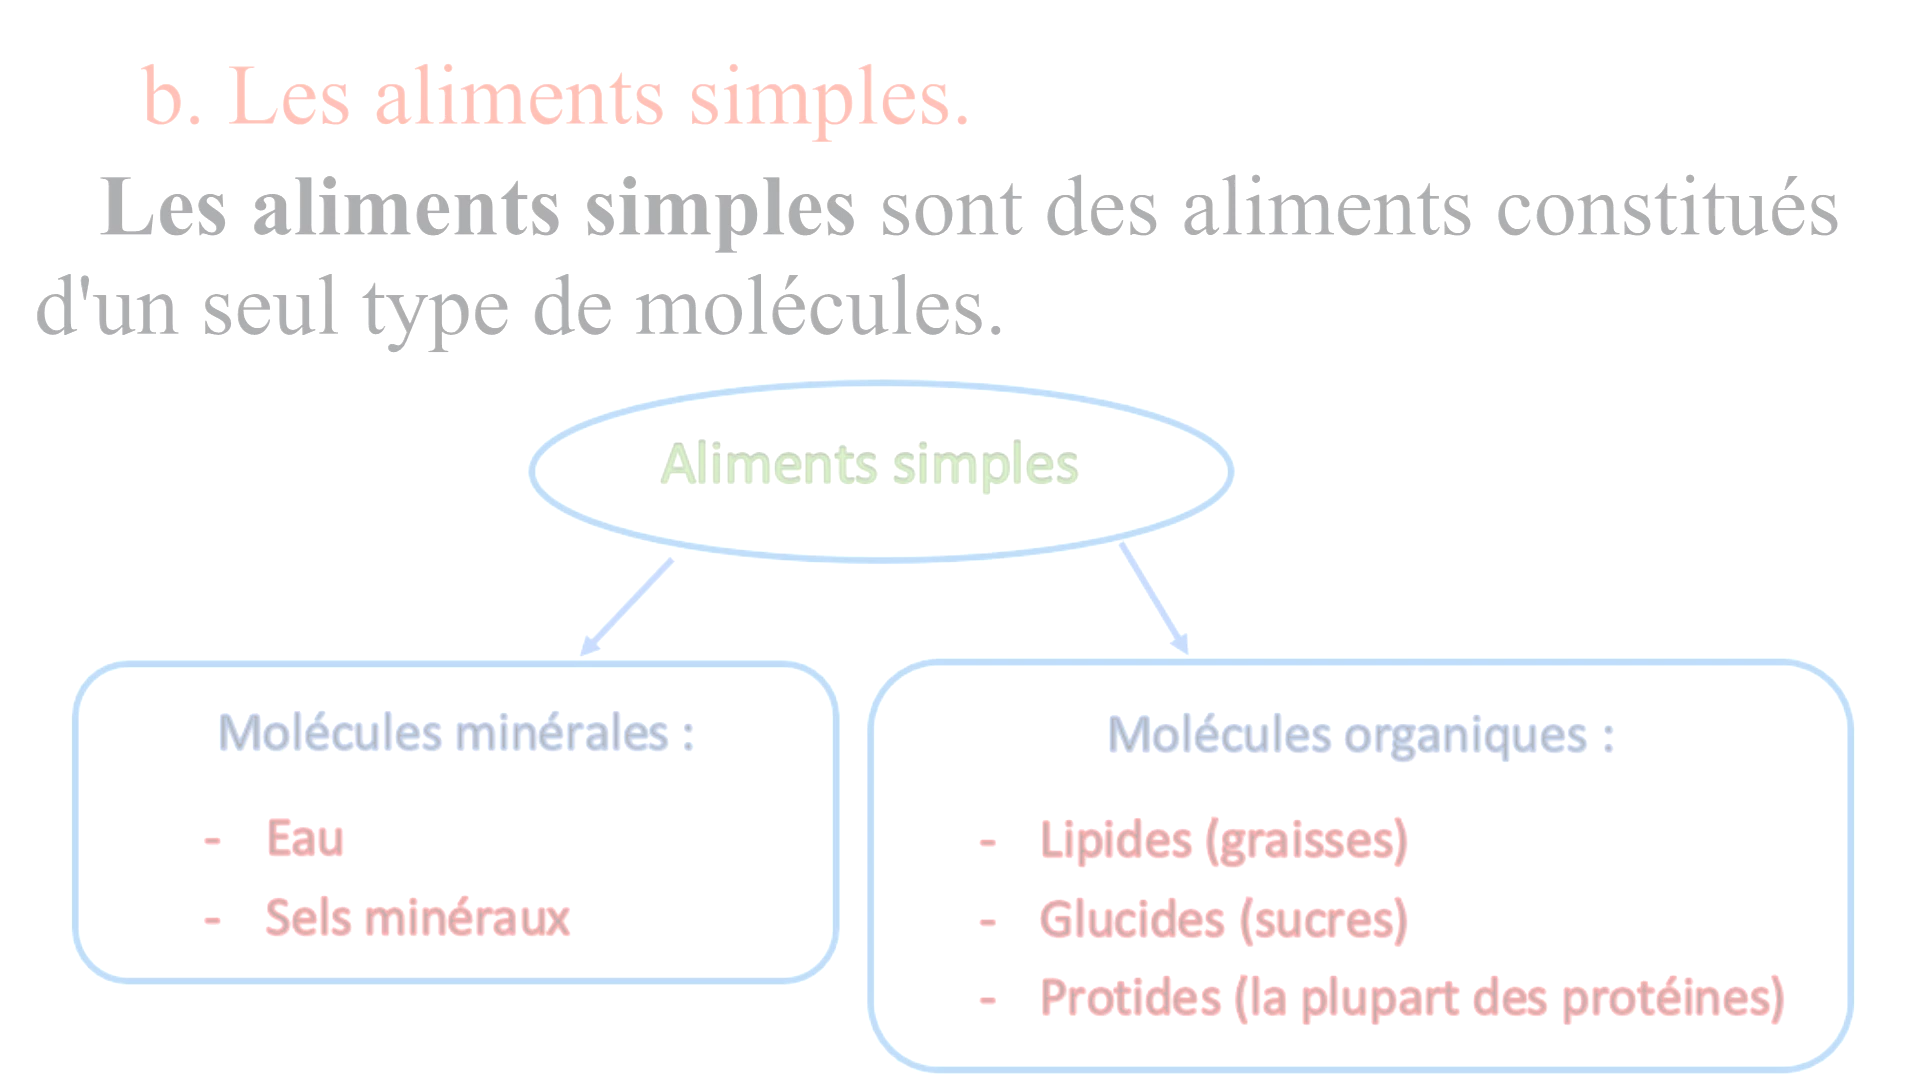 b. Les aliments simples.
Les aliments simples sont des aliments constitués
d'un seul type de molécules.
Aliments simples
Molécules minérales :
- Eau
- Sels minéraux
Molécules organiques :
- Lipides (graisses)
- Glucides (sucres)
- Protides (la plupart des protéines)